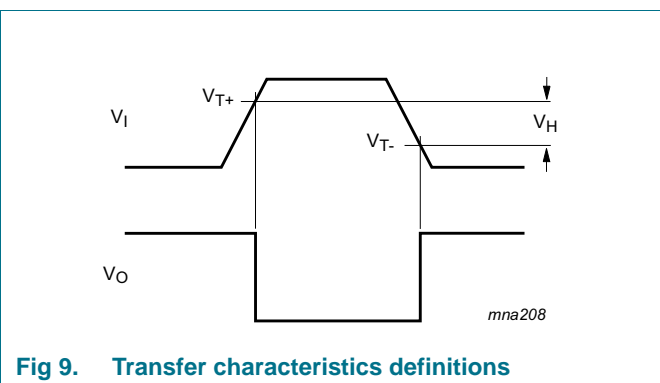 VT+
VI
VH
VT-
VO
mna208
Fig 9. Transfer characteristics definitions